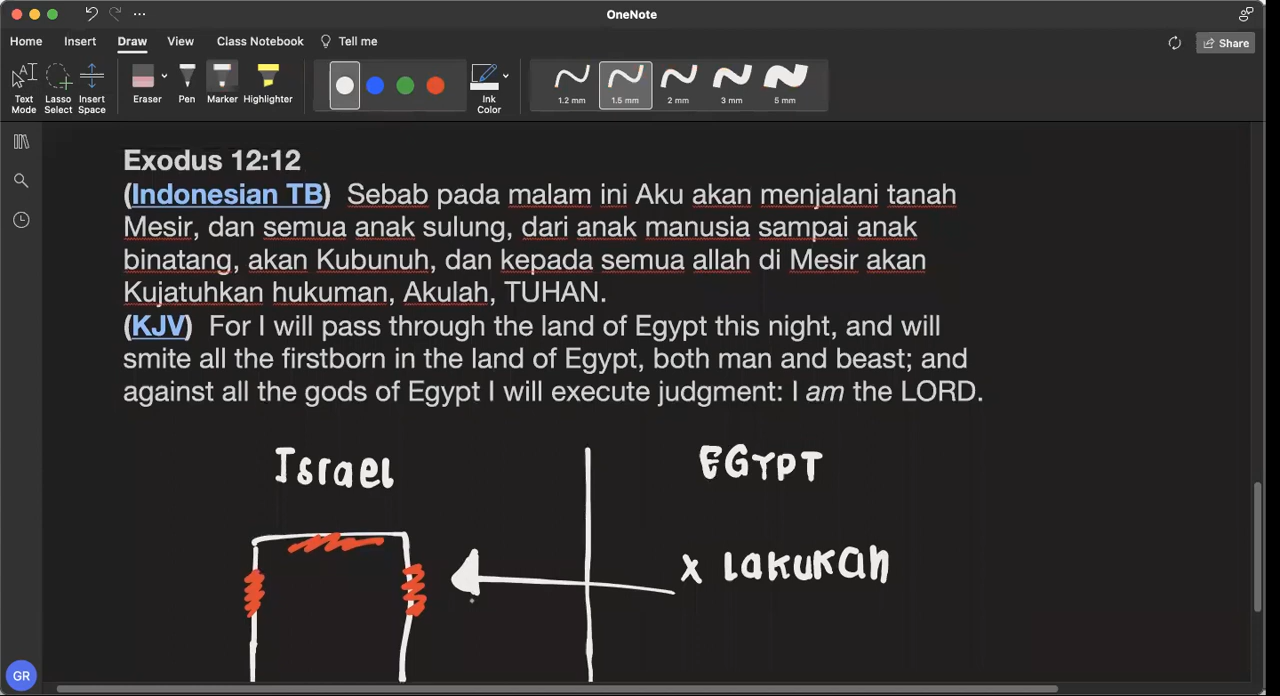 OneNote
Home Insert Draw View Class Notebook Tell me
Share
Text Mode
Lasso Select
Insert Space
Eraser
Pen
Marker
Highlighter
Ink Color
1.2 mm
1.5 mm
2 mm
3 mm
5 mm
Exodus 12:12
(Indonesian TB) Sebab pada malam ini Aku akan menjalani tanah
Mesir, dan semua anak sulung, dari anak manusia sampai anak
binatang, akan Kubunuh, dan kepada semua allah di Mesir akan
Kujatuhkan hukuman, Akulah, TUHAN.
(KJV) For I will pass through the land of Egypt this night, and will
smite all the firstborn in the land of Egypt, both man and beast; and
against all the gods of Egypt I will execute judgment: I am the LORD.
Israel
EGYPT
x Lakukan
GR